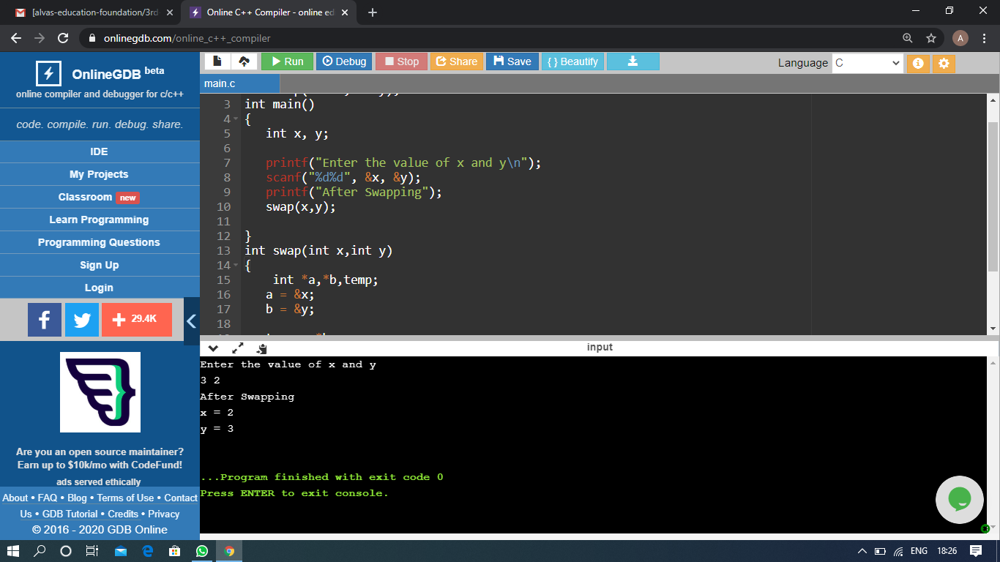 [alvas-education-foundation/3rd
Online C++ Compiler - online ed
onlinegdb.com/online_c++_compiler
A
OnlineGDB beta
online compiler and debugger for c/c++
code. compile. run. debug. share.
IDE
My Projects
Classroom new
Learn Programming
Programming Questions
Sign Up
Login
29.4K
Are you an open source maintainer?
Earn up to $10k/mo with CodeFund!
ads served ethically
About • FAQ • Blog • Terms of Use • Contact
Us • GDB Tutorial • Credits • Privacy
© 2016 - 2020 GDB Online
Run Debug Stop Share Save { } Beautify
Language C
main.c
3 int main()
4 {
5 int x, y;
6
7 printf("Enter the value of x and y\n");
8 scanf("%d%d", &x, &y);
9 printf("After Swapping");
10 swap(x,y);
11
12 }
13 int swap(int x,int y)
14 {
15 int *a,*b,temp;
16 a = &x;
17 b = &y;
18
input
Enter the value of x and y
3 2
After Swapping
x = 2
y = 3
...Program finished with exit code 0
Press ENTER to exit console.
ENG 18:26